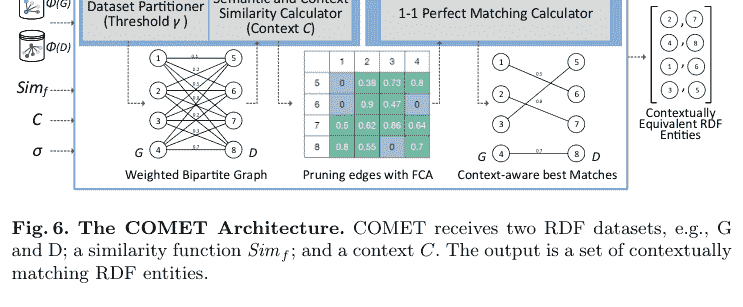 Φ(G)
Φ(D)
Dataset Partitioner
(Threshold γ )
Semantic and Context
Similarity Calculator
(Context C)
1-1 Perfect Matching Calculator
Sim_f
C
σ
1 5
2 6
3 7
4 8
G D
Weighted Bipartite Graph
1 2 3 4
5 0 0.38 0.73 0.8
6 0 0.9 0.47 0
7 0.5 0.62 0.86 0.64
8 0.8 0.55 0 0.7
Pruning edges with FCA
1 5
2 6
3 7
G 4 0.7 8 D
Context-aware best Matches
2 , 7
4 , 8
1 , 6
3 , 5
Contextually
Equivalent RDF
Entities
Fig. 6. The COMET Architecture. COMET receives two RDF datasets, e.g., G
and D; a similarity function Sim_f; and a context C. The output is a set of contextually
matching RDF entities.